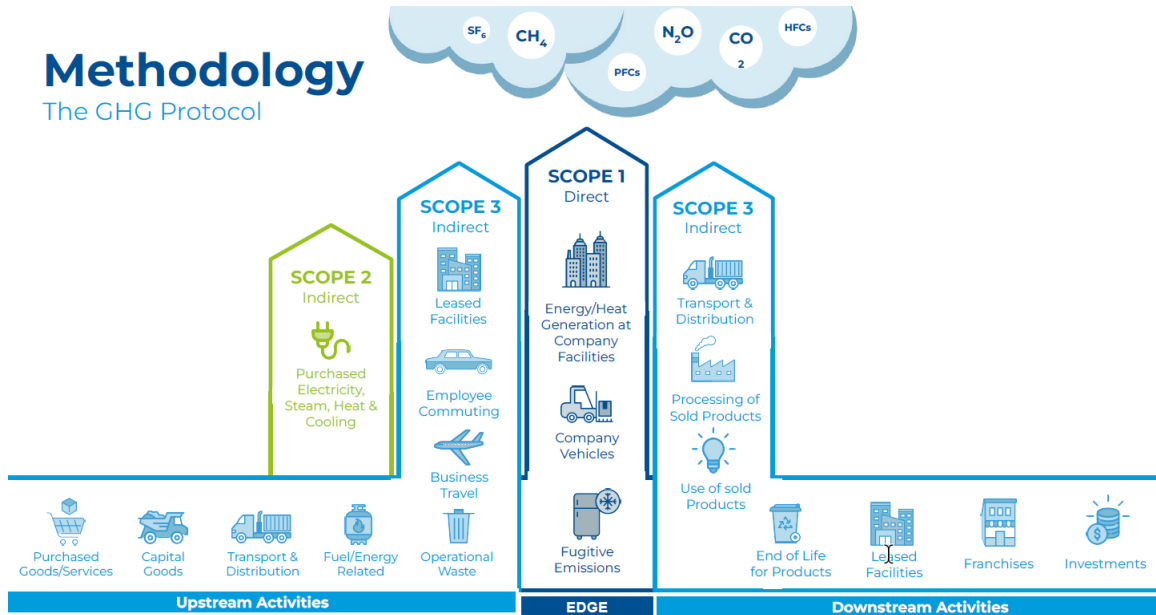 Methodology
The GHG Protocol
SF6
CH4
PFCs
N2O
CO
2
HFCs
SCOPE 2
Indirect
Purchased
Electricity,
Steam, Heat &
Cooling
SCOPE 3
Indirect
Leased
Facilities
Employee
Commuting
Business
Travel
SCOPE 1
Direct
Energy/Heat
Generation at
Company
Facilities
Company
Vehicles
Fugitive
Emissions
SCOPE 3
Indirect
Transport &
Distribution
Processing of
Sold Products
Use of sold
Products
Purchased
Goods/Services
Capital
Goods
Transport &
Distribution
Fuel/Energy
Related
Operational
Waste
End of Life
for Products
Leased
Facilities
Franchises
Investments
Upstream Activities
EDGE
Downstream Activities